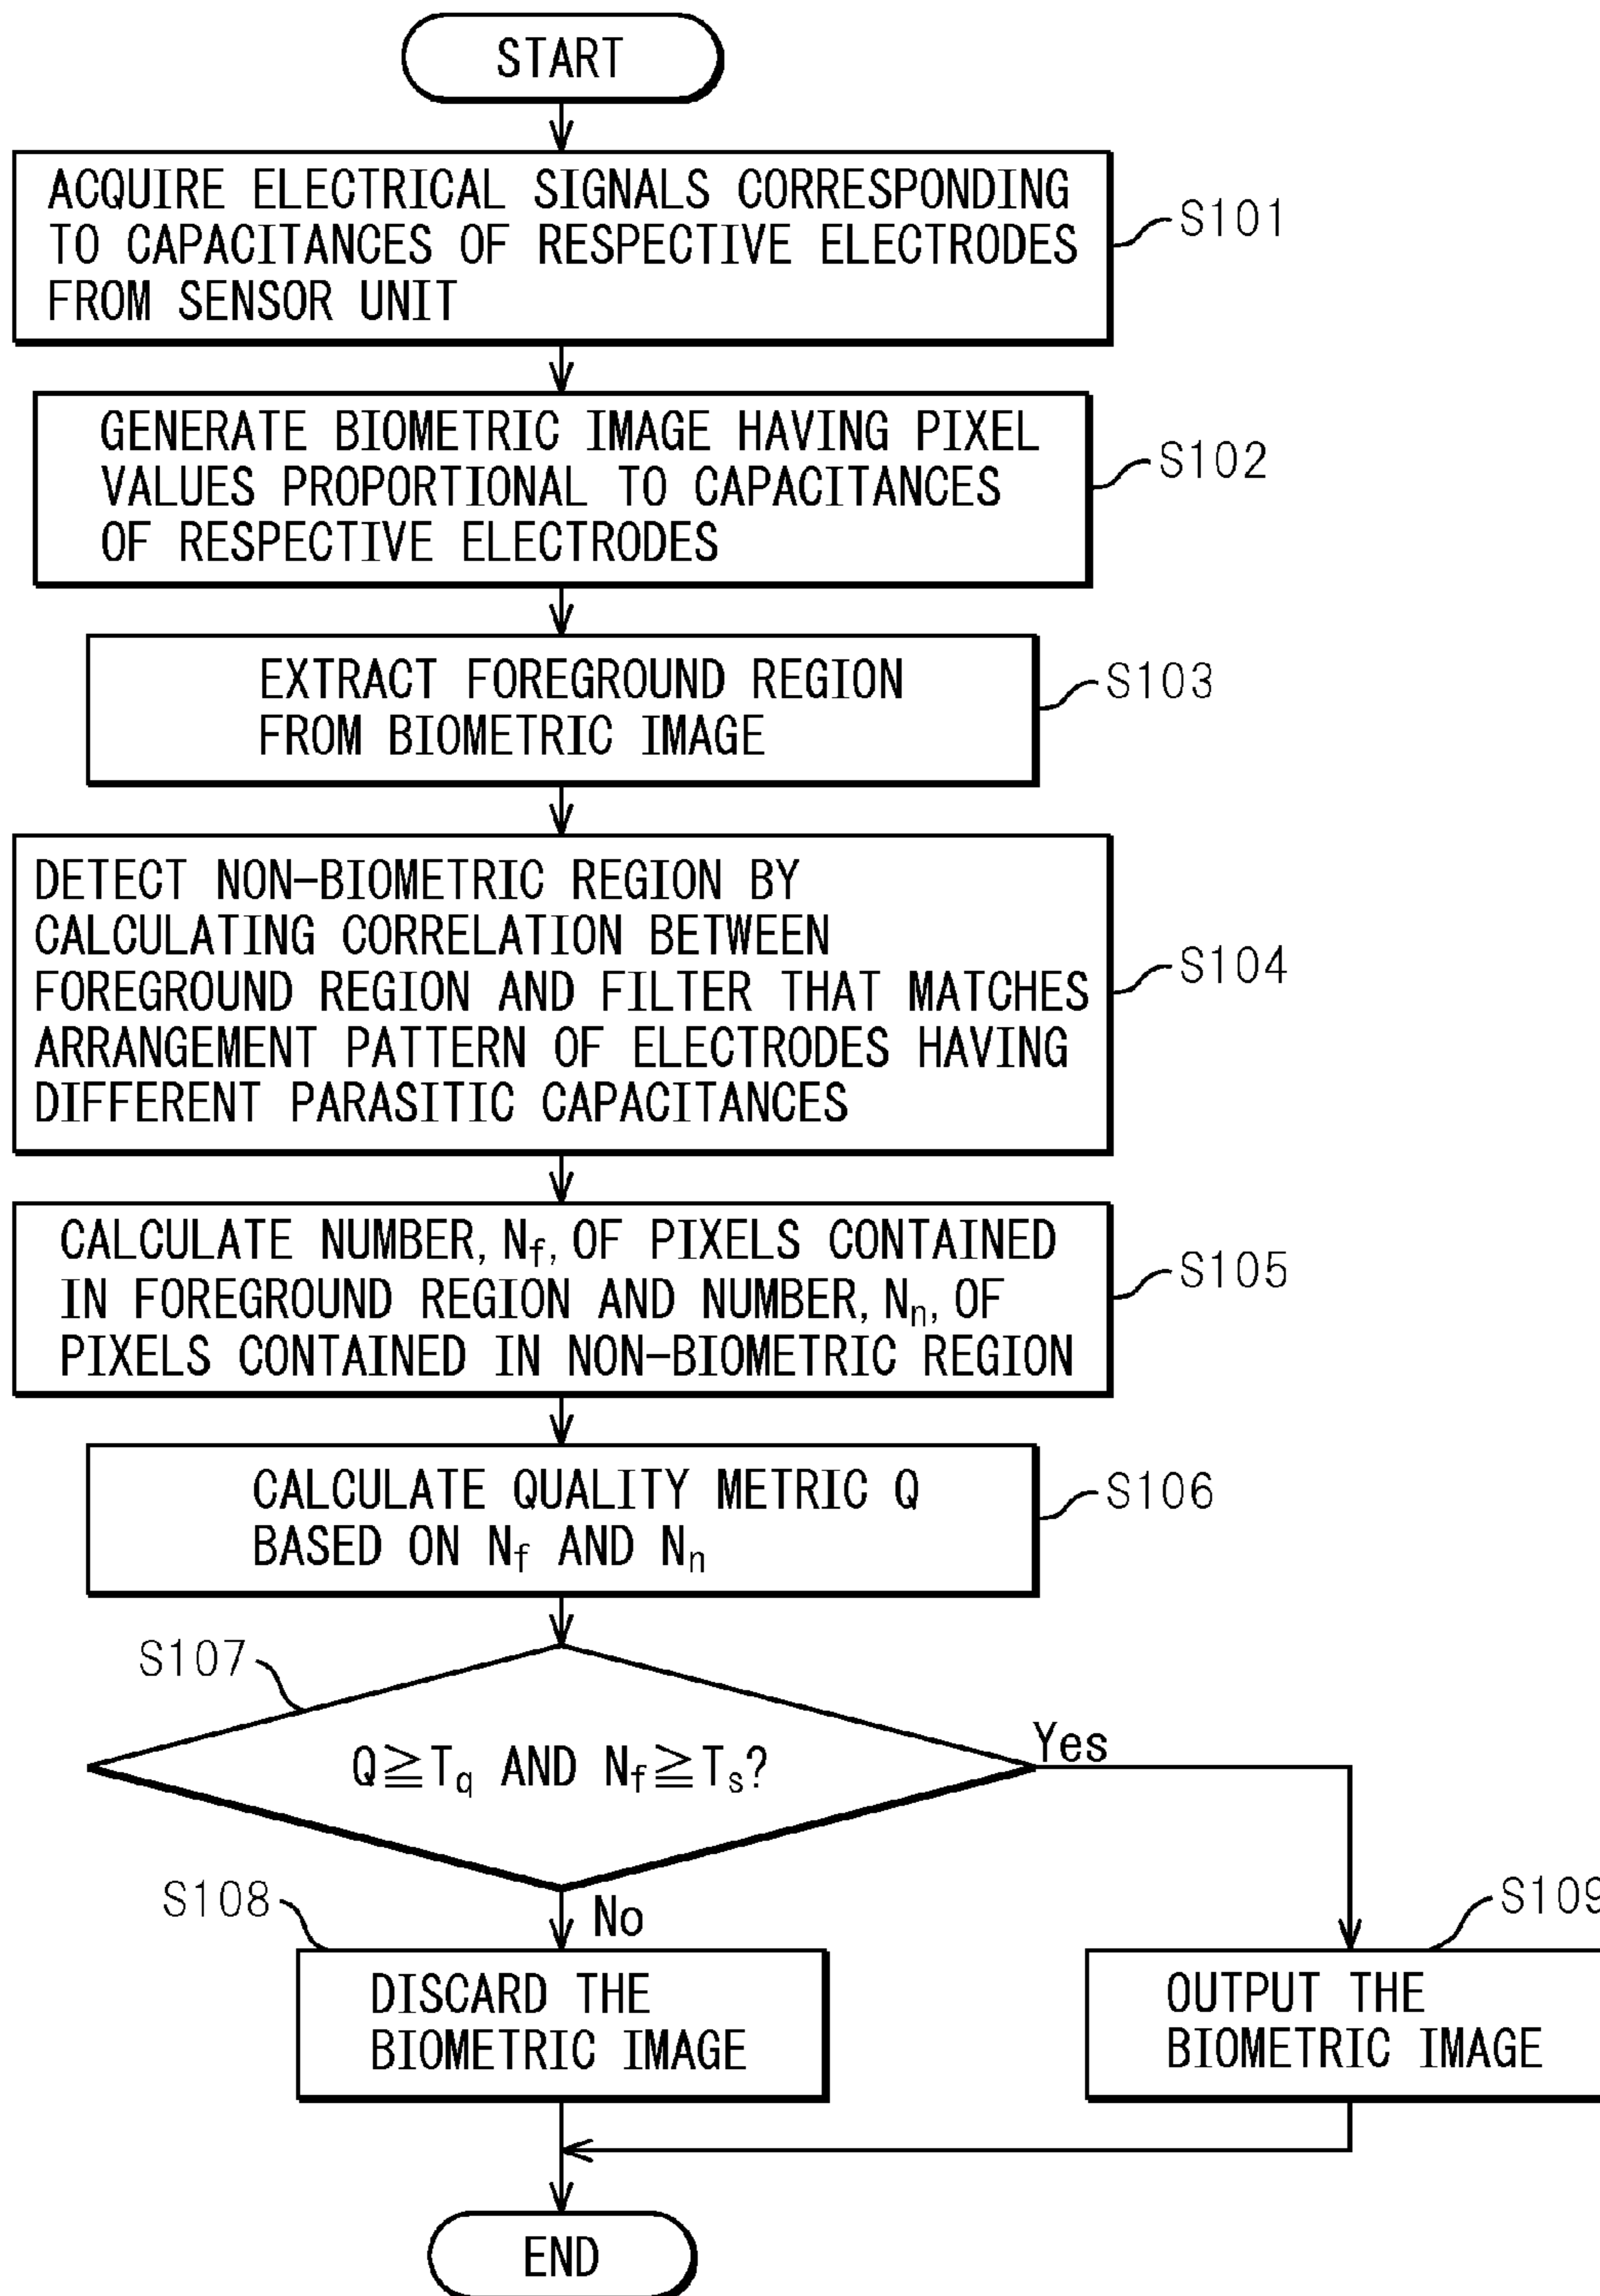 START
ACQUIRE ELECTRICAL SIGNALS CORRESPONDING
TO CAPACITANCES OF RESPECTIVE ELECTRODES
FROM SENSOR UNIT
S101
GENERATE BIOMETRIC IMAGE HAVING PIXEL
VALUES PROPORTIONAL TO CAPACITANCES
OF RESPECTIVE ELECTRODES
S102
EXTRACT FOREGROUND REGION
FROM BIOMETRIC IMAGE
S103
DETECT NON-BIOMETRIC REGION BY
CALCULATING CORRELATION BETWEEN
FOREGROUND REGION AND FILTER THAT MATCHES
ARRANGEMENT PATTERN OF ELECTRODES HAVING
DIFFERENT PARASITIC CAPACITANCES
S104
CALCULATE NUMBER, Nf, OF PIXELS CONTAINED
IN FOREGROUND REGION AND NUMBER, Nn, OF
PIXELS CONTAINED IN NON-BIOMETRIC REGION
S105
CALCULATE QUALITY METRIC Q
BASED ON Nf AND Nn
S106
S107
Q≧Tq AND Nf≧Ts?
Yes
No
S108
DISCARD THE
BIOMETRIC IMAGE
S109
OUTPUT THE
BIOMETRIC IMAGE
END